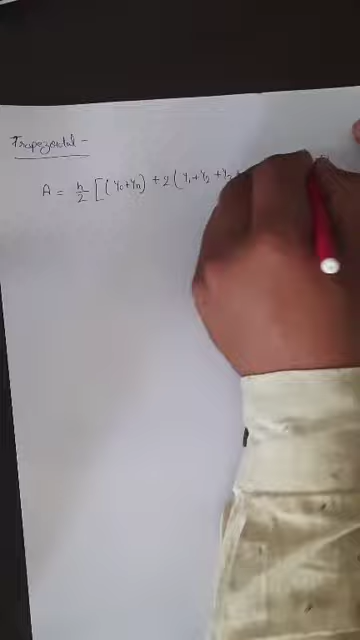 Trapezoidal -
A = h/2 [(y₀+yₙ) + 2(y₁+y₂+y₃